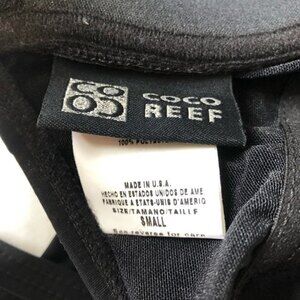 COCO
REEF
100% POLYESTER
MADE IN U.S.A.
HECHO EN ESTADOS UNIDOS DE AME
FABRIQUE A ETATS-UNIS D'AMERIQ
SIZE/TAMANO/TAILLE
SMALL
See reverse for care